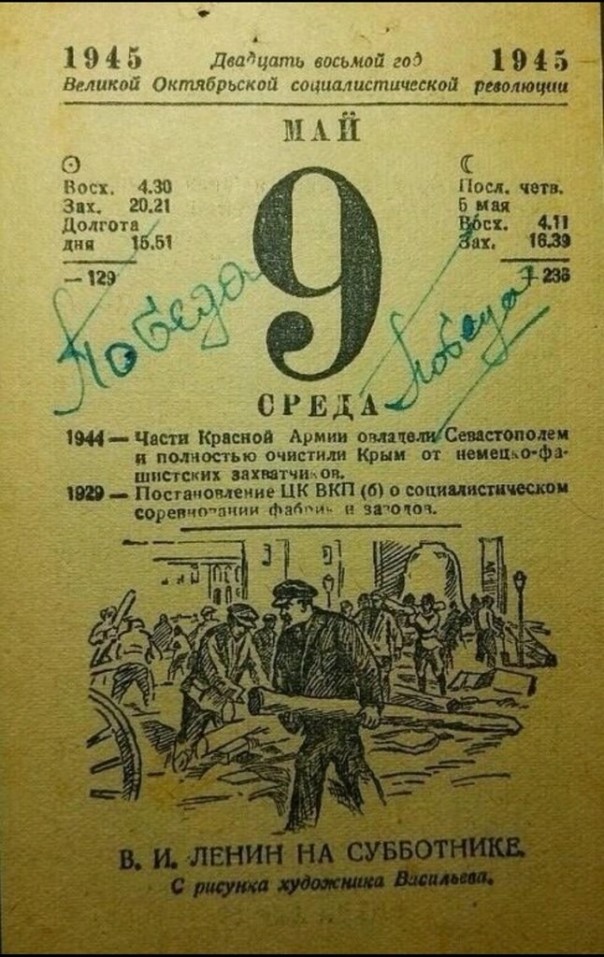 1945 Двадцать восьмой год 1945
Великой Октябрьской социалистической революции
МАЙ
Восх. 4.30
Зах. 20.21
Долгота
дня 15.51
— 129
9
Посл. четв.
5 мая
Восх. 4.11
Зах. 16.39
+ 236
Победа
Победа
СРЕДА
1944 — Части Красной Армии овладели Севастополем
и полностью очистили Крым от немецко-фа-
шистских захватчиков.
1929 — Постановление ЦК ВКП (б) о социалистическом
соревновании фабрик и заводов.
В. И. ЛЕНИН НА СУББОТНИКЕ.
С рисунка художника Васильева.